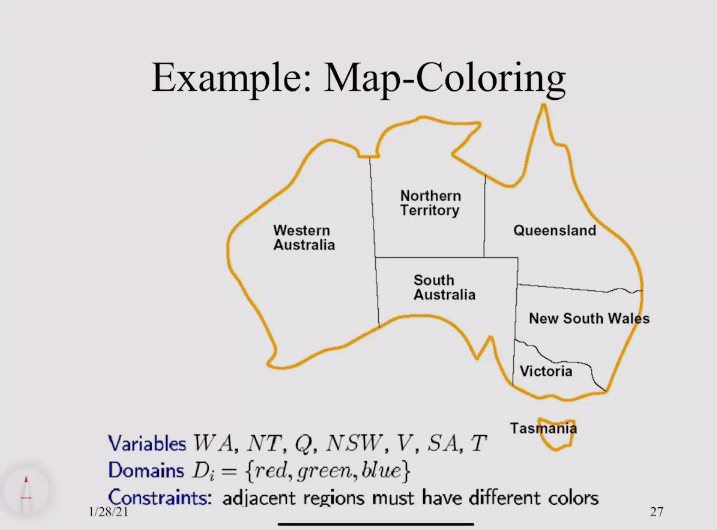 Example: Map-Coloring
Northern
Territory
Western
Australia
Queensland
South
Australia
New South Wales
Victoria
Tasmania
Variables WA, NT, Q, NSW, V, SA, T
Domains Dᵢ = {red, green, blue}
Constraints: adjacent regions must have different colors
1/28/21
27